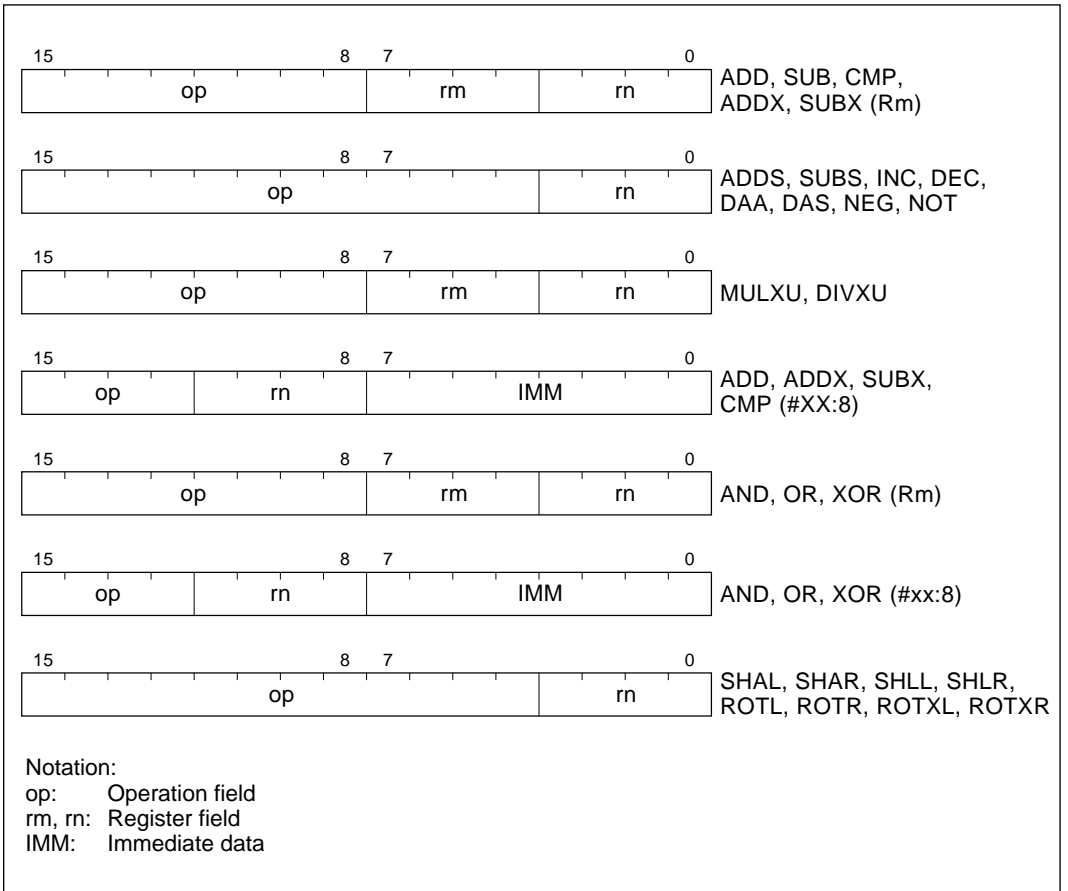 15 8 7 0
op rm rn
ADD, SUB, CMP,
ADDX, SUBX (Rm)
15 8 7 0
op rn
ADDS, SUBS, INC, DEC,
DAA, DAS, NEG, NOT
15 8 7 0
op rm rn
MULXU, DIVXU
15 8 7 0
op rn IMM
ADD, ADDX, SUBX,
CMP (#XX:8)
15 8 7 0
op rm rn
AND, OR, XOR (Rm)
15 8 7 0
op rn IMM
AND, OR, XOR (#xx:8)
15 8 7 0
op rn
SHAL, SHAR, SHLL, SHLR,
ROTL, ROTR, ROTXL, ROTXR
Notation:
op: Operation field
rm, rn: Register field
IMM: Immediate data